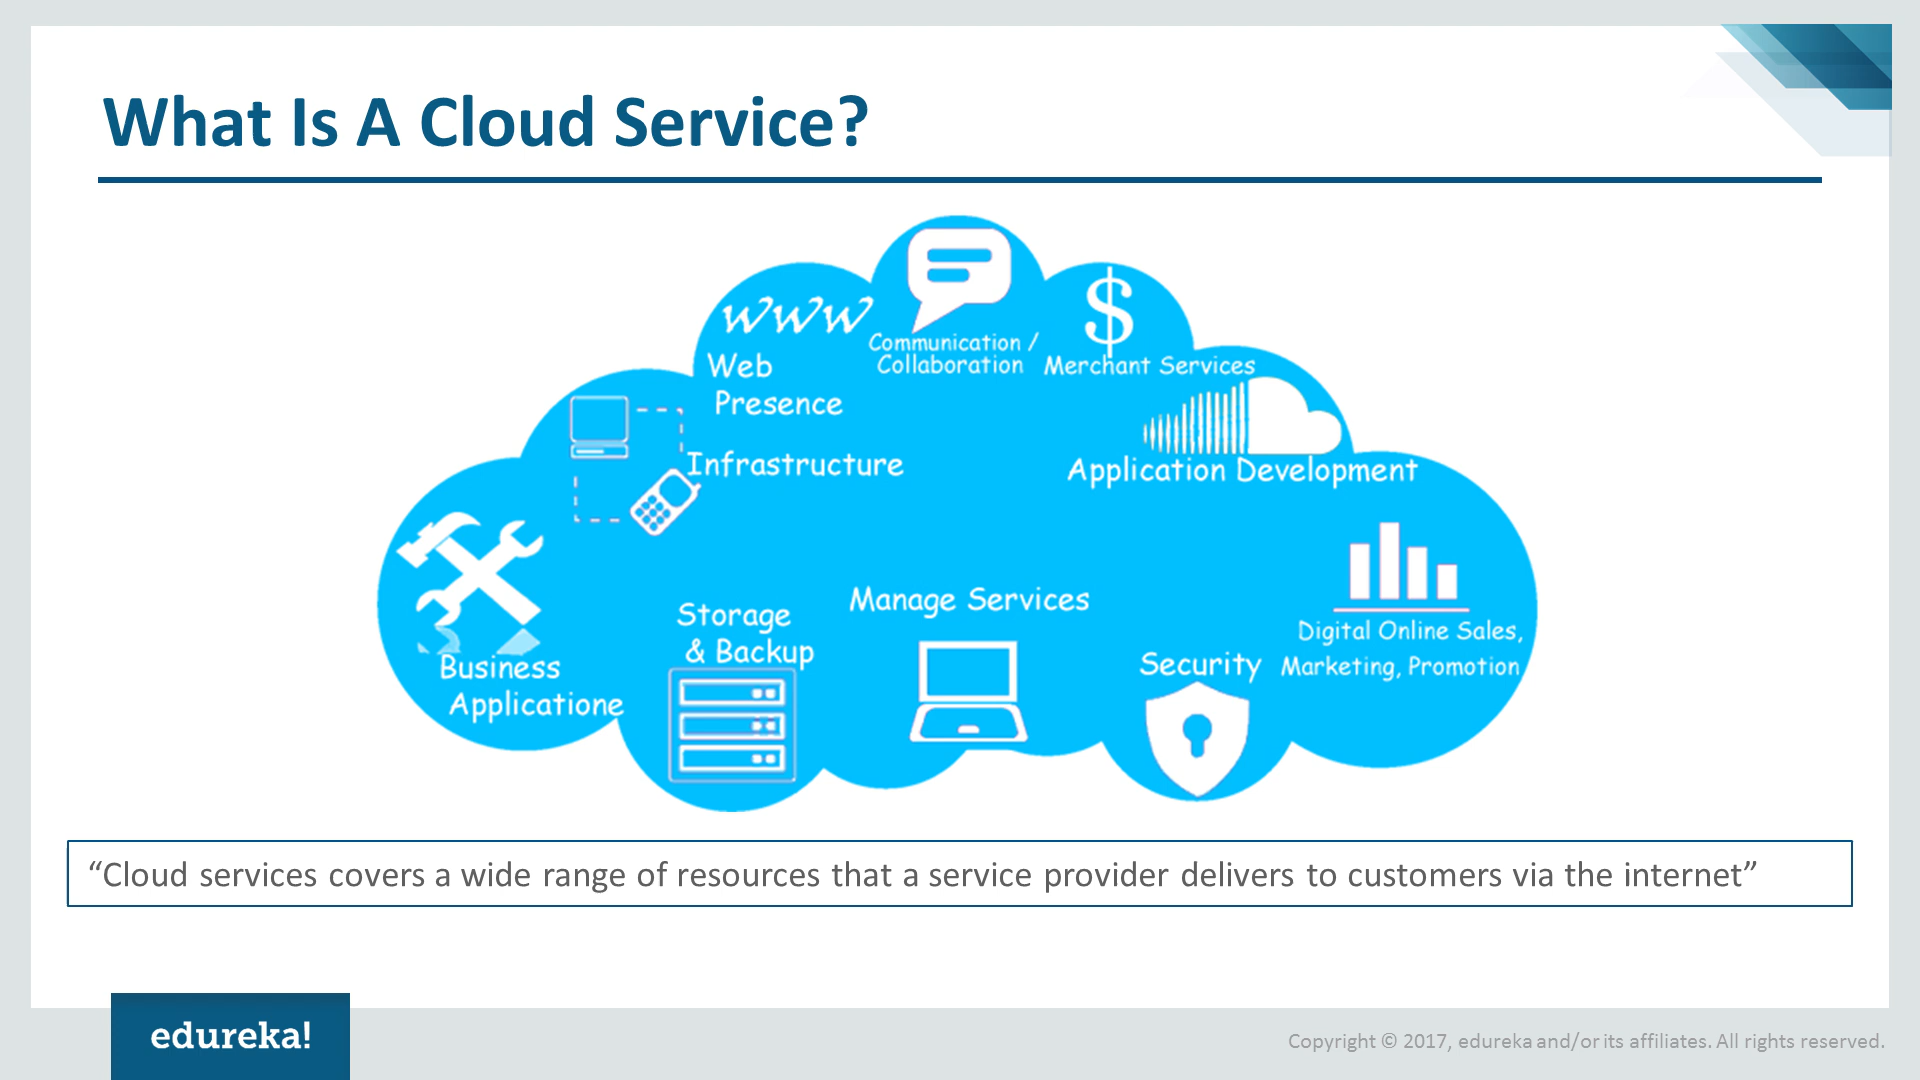 What Is A Cloud Service?
www
Web
Presence
Communication /
Collaboration
$
Merchant Services
Infrastructure
Application Development
Business
Applicatione
Storage
& Backup
Manage Services
Security
Digital Online Sales,
Marketing, Promotion
“Cloud services covers a wide range of resources that a service provider delivers to customers via the internet”
edureka!
Copyright © 2017, edureka and/or its affiliates. All rights reserved.